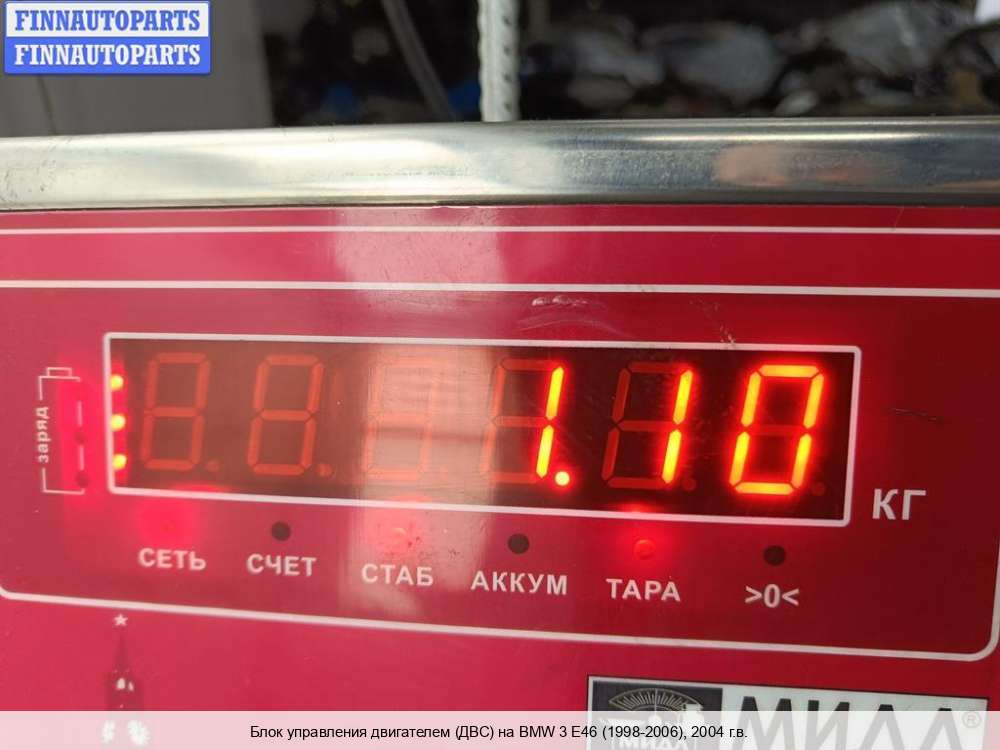 FINNAUTOPARTS
FINNAUTOPARTS
заряд
1.10
КГ
СЕТЬ
СЧЕТ
СТАБ
АККУМ
ТАРА
>0<
®
Блок управления двигателем (ДВС) на BMW 3 E46 (1998-2006), 2004 г.в.